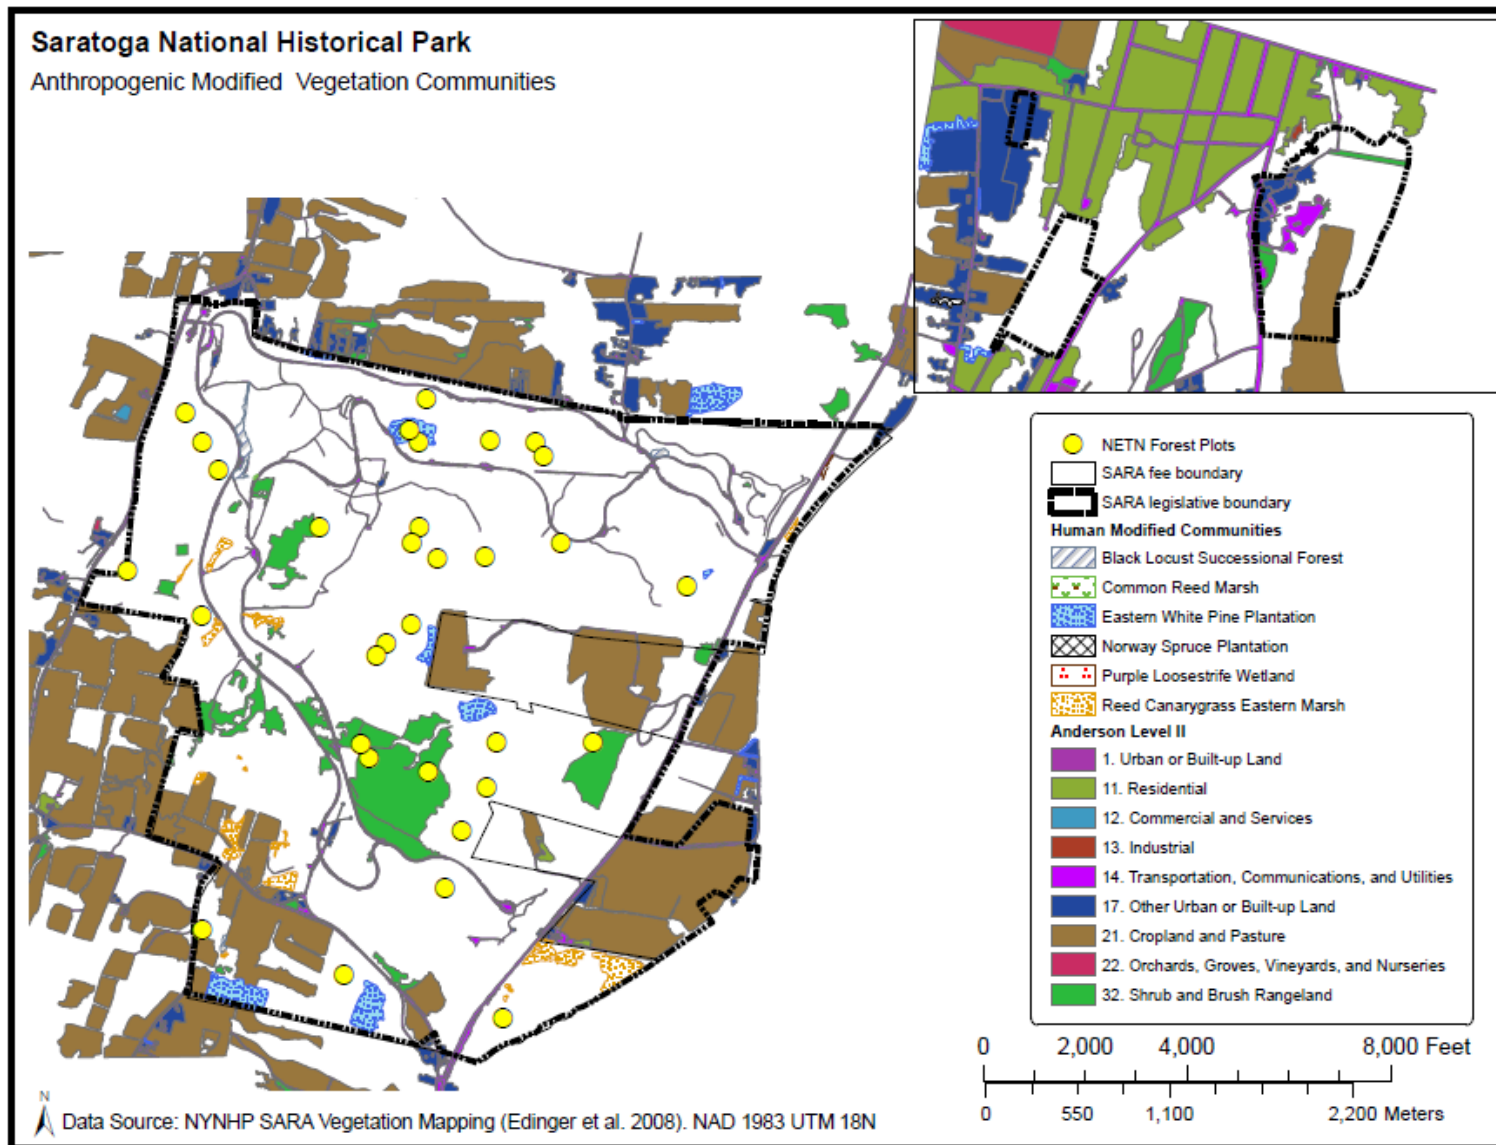 Saratoga National Historical Park
Anthropogenic Modified Vegetation Communities
NETN Forest Plots
SARA fee boundary
SARA legislative boundary
Human Modified Communities
Black Locust Successional Forest
Common Reed Marsh
Eastern White Pine Plantation
Norway Spruce Plantation
Purple Loosestrife Wetland
Reed Canarygrass Eastern Marsh
Anderson Level II
1. Urban or Built-up Land
11. Residential
12. Commercial and Services
13. Industrial
14. Transportation, Communications, and Utilities
17. Other Urban or Built-up Land
21. Cropland and Pasture
22. Orchards, Groves, Vineyards, and Nurseries
32. Shrub and Brush Rangeland
0 2,000 4,000 8,000 Feet
0 550 1,100 2,200 Meters
N
Data Source: NYNHP SARA Vegetation Mapping (Edinger et al. 2008). NAD 1983 UTM 18N